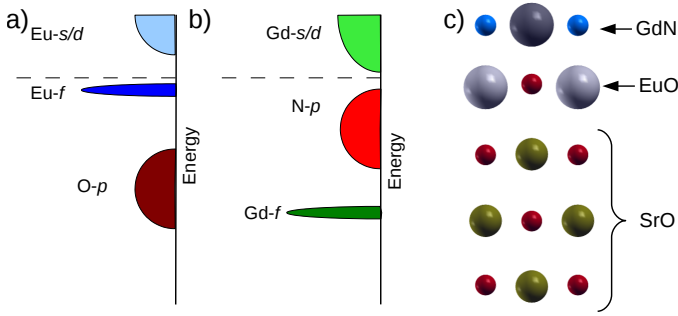 a)
Eu-s/d
Eu-f
O-p
Energy
b)
Gd-s/d
N-p
Gd-f
Energy
c)
GdN
EuO
SrO